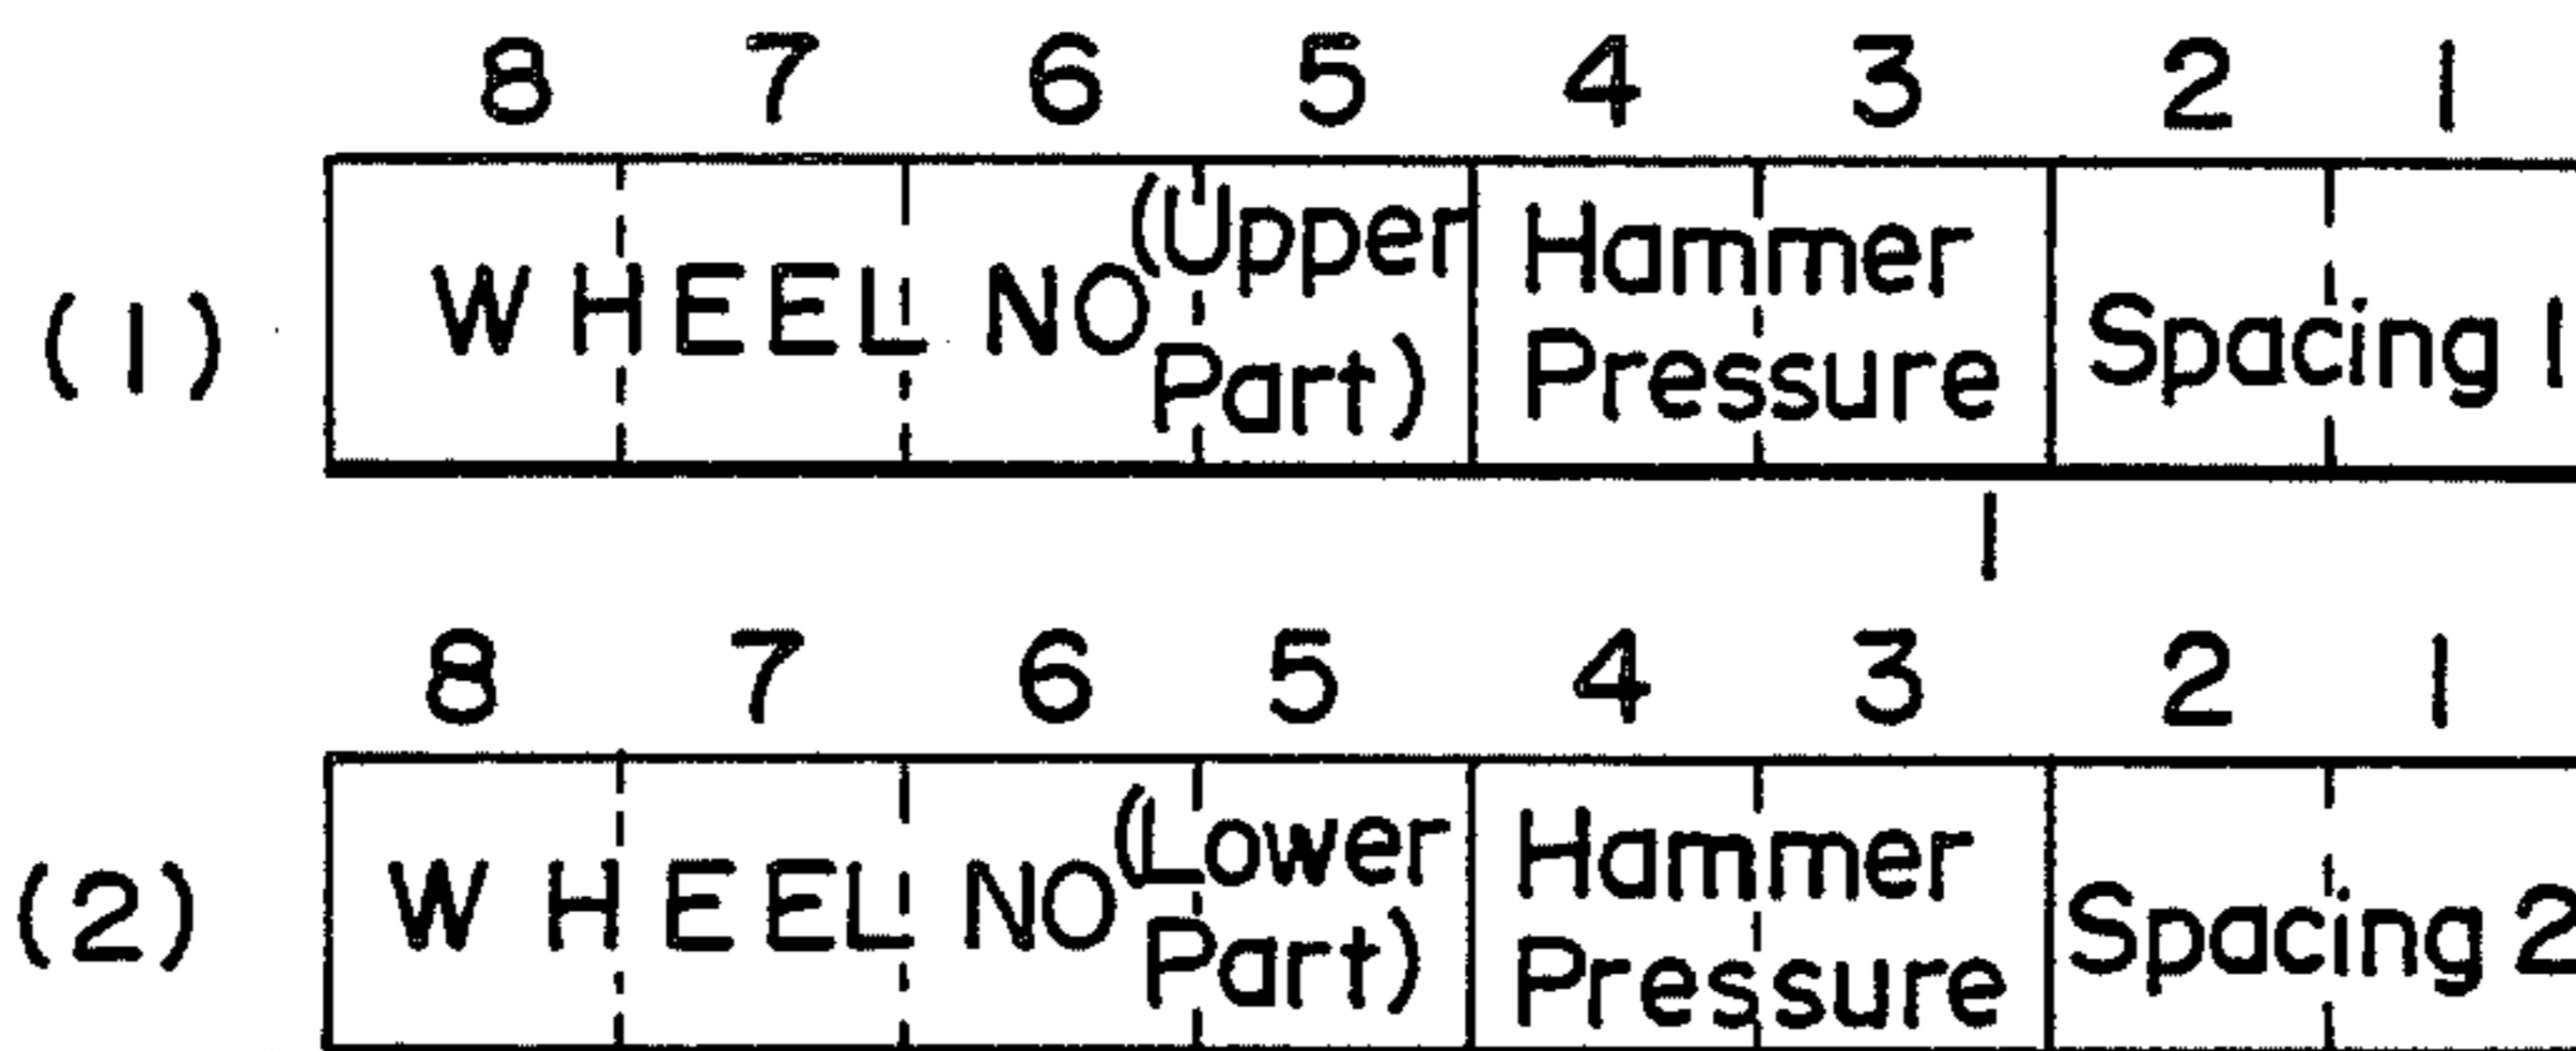 8 7 6 5 4 3 2 1
(1) WHEEL NO (Upper Part) Hammer Pressure Spacing 1
1
8 7 6 5 4 3 2 1
(2) WHEEL NO (Lower Part) Hammer Pressure Spacing 2